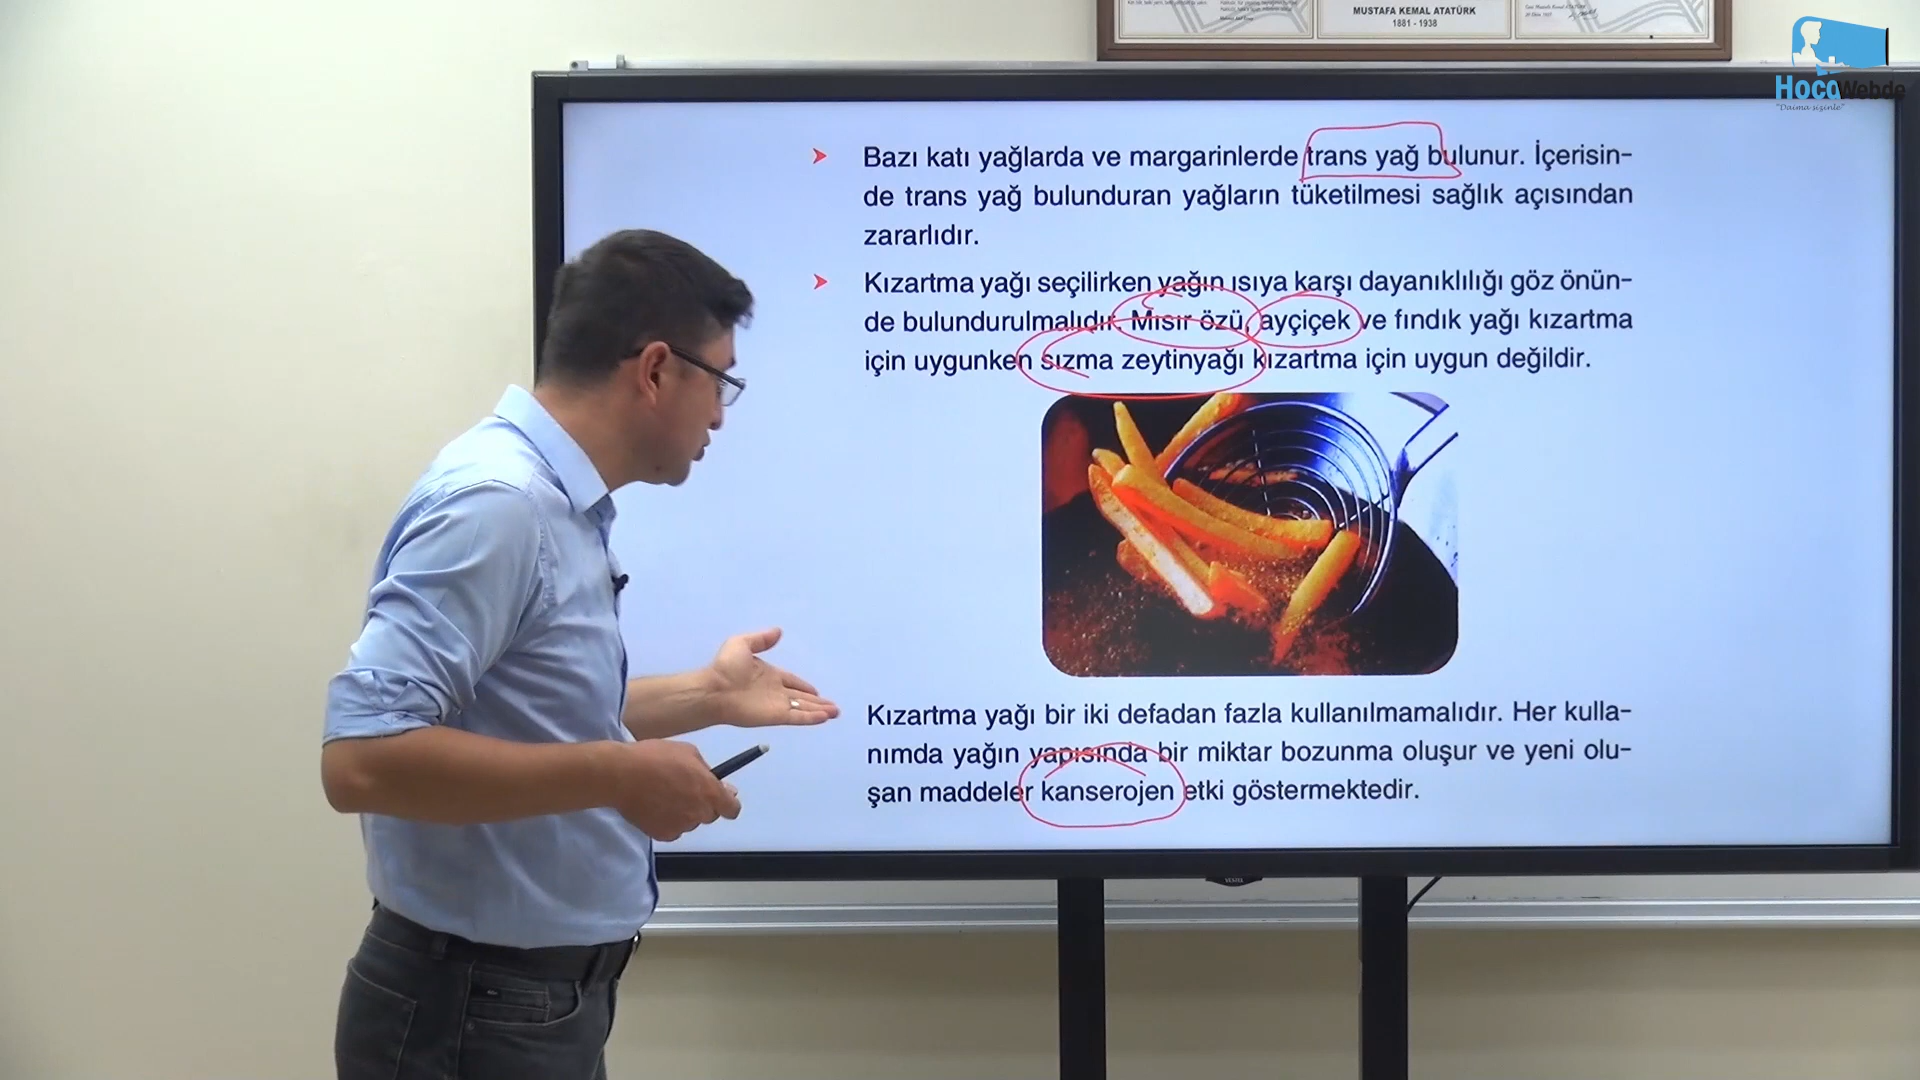 MUSTAFA KEMAL ATATÜRK
1881 - 1938
HocaWebde
"Daima sizinle"
Bazı katı yağlarda ve margarinlerde trans yağ bulunur. İçerisin-
de trans yağ bulunduran yağların tüketilmesi sağlık açısından
zararlıdır.
Kızartma yağı seçilirken yağın ısıya karşı dayanıklılığı göz önün-
de bulundurulmalıdır. Mısır özü, ayçiçek ve fındık yağı kızartma
için uygunken sızma zeytinyağı kızartma için uygun değildir.
Kızartma yağı bir iki defadan fazla kullanılmamalıdır. Her kulla-
nımda yağın yapısında bir miktar bozunma oluşur ve yeni olu-
şan maddeler kanserojen etki göstermektedir.